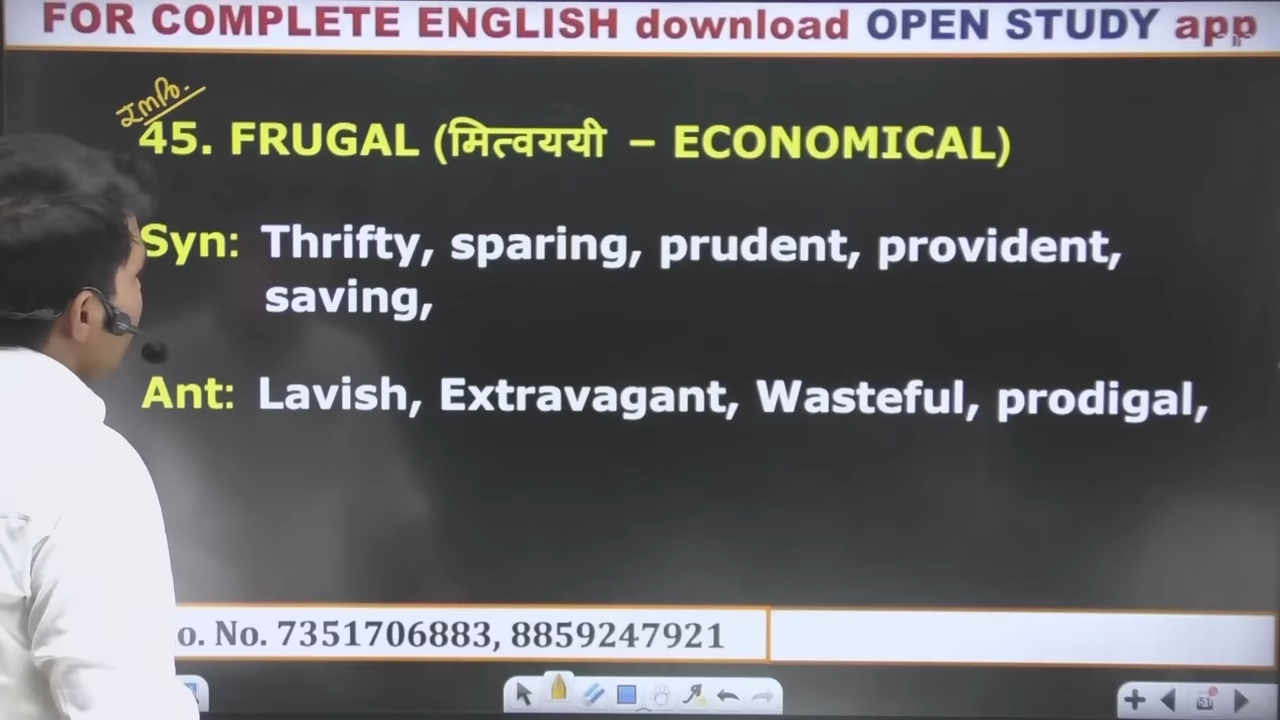 FOR COMPLETE ENGLISH download OPEN STUDY app
Impo.
45. FRUGAL (मित्वययी – ECONOMICAL)
Syn: Thrifty, sparing, prudent, provident,
saving,
Ant: Lavish, Extravagant, Wasteful, prodigal,
o. No. 7351706883, 8859247921